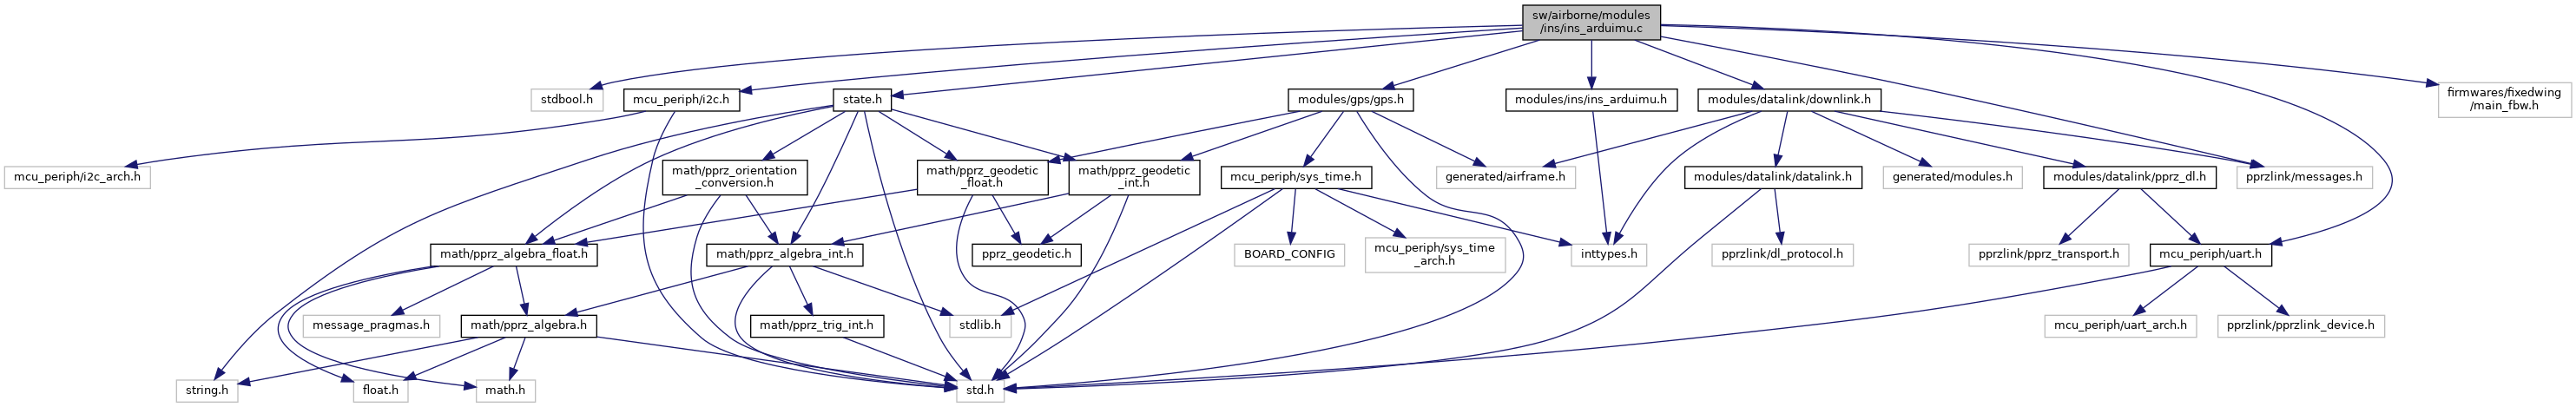 sw/airborne/modules
/ins/ins_arduimu.c
stdbool.h
mcu_periph/i2c.h
state.h
modules/gps/gps.h
modules/ins/ins_arduimu.h
modules/datalink/downlink.h
firmwares/fixedwing
/main_fbw.h
mcu_periph/i2c_arch.h
math/pprz_orientation
_conversion.h
math/pprz_geodetic
_float.h
math/pprz_geodetic
_int.h
mcu_periph/sys_time.h
generated/airframe.h
modules/datalink/datalink.h
generated/modules.h
modules/datalink/pprz_dl.h
pprzlink/messages.h
math/pprz_algebra_float.h
math/pprz_algebra_int.h
pprz_geodetic.h
BOARD_CONFIG
mcu_periph/sys_time
_arch.h
inttypes.h
pprzlink/dl_protocol.h
pprzlink/pprz_transport.h
mcu_periph/uart.h
message_pragmas.h
math/pprz_algebra.h
math/pprz_trig_int.h
stdlib.h
mcu_periph/uart_arch.h
pprzlink/pprzlink_device.h
string.h
float.h
math.h
std.h